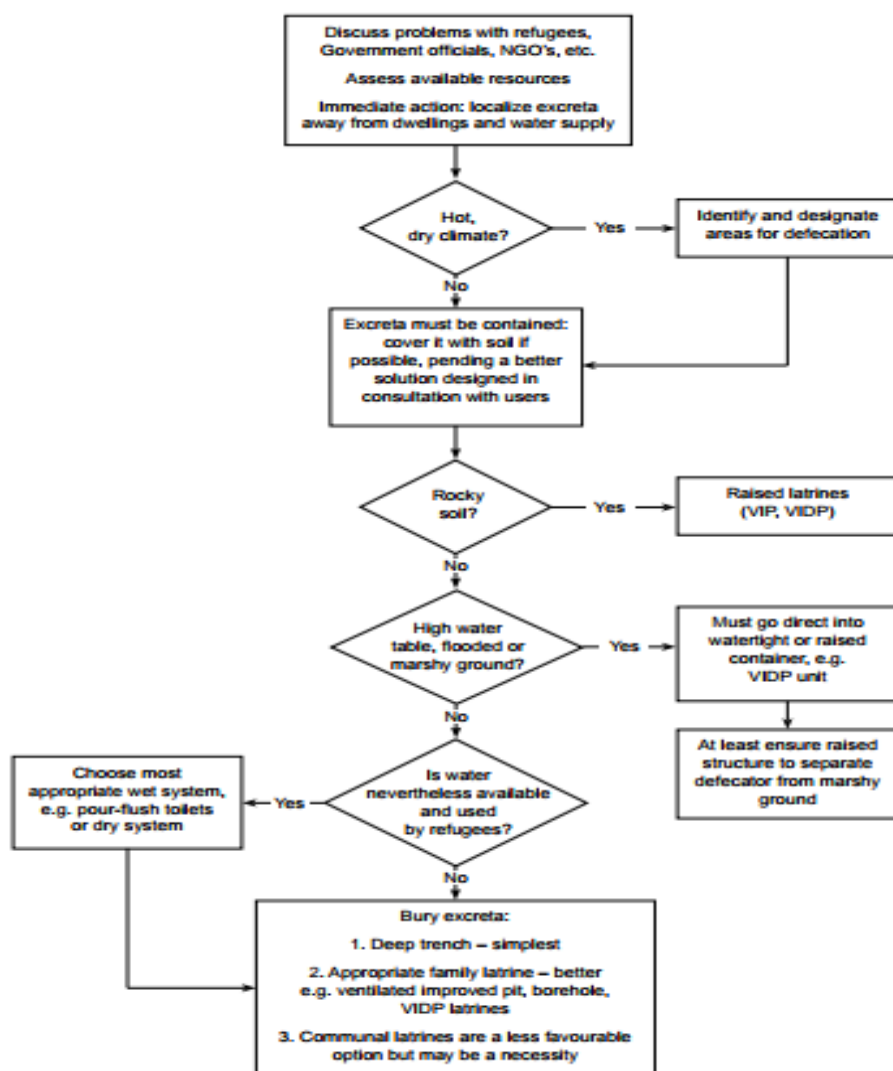 Discuss problems with refugees,
Government officials, NGO's, etc.
Assess available resources
Immediate action: localize excreta
away from dwellings and water supply
Hot,
dry climate?
Yes
Identify and designate
areas for defecation
No
Excreta must be contained:
cover it with soil if
possible, pending a better
solution designed in
consultation with users
Rocky
soil?
Yes
Raised latrines
(VIP, VIDP)
No
High water
table, flooded or
marshy ground?
Yes
Must go direct into
watertight or raised
container, e.g.
VIDP unit
No
At least ensure raised
structure to separate
defecator from marshy
ground
Is water
nevertheless available
and used
by refugees?
Yes
Choose most
appropriate wet system,
e.g. pour-flush toilets
or dry system
No
Bury excreta:
1. Deep trench – simplest
2. Appropriate family latrine – better
e.g. ventilated improved pit, borehole,
VIDP latrines
3. Communal latrines are a less favourable
option but may be a necessity